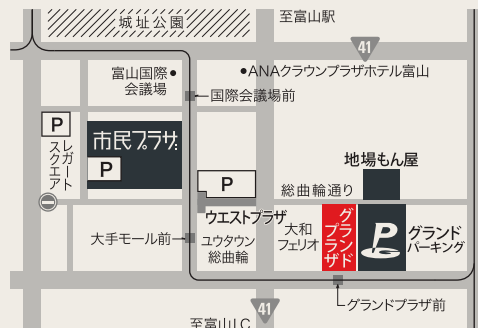 城址公園
至富山駅
41
富山国際
会議場
ANAクラウンプラザホテル富山
国際会議場前
P
レガート
スクエア
市民プラザ
P
P
地場もん屋
総曲輪通り
ウエストプラザ
大手モール前
ユウタウン
総曲輪
大和
フェリオ
グランド
プラザ
P
グランド
パーキング
グランドプラザ前
41
至富山I.C